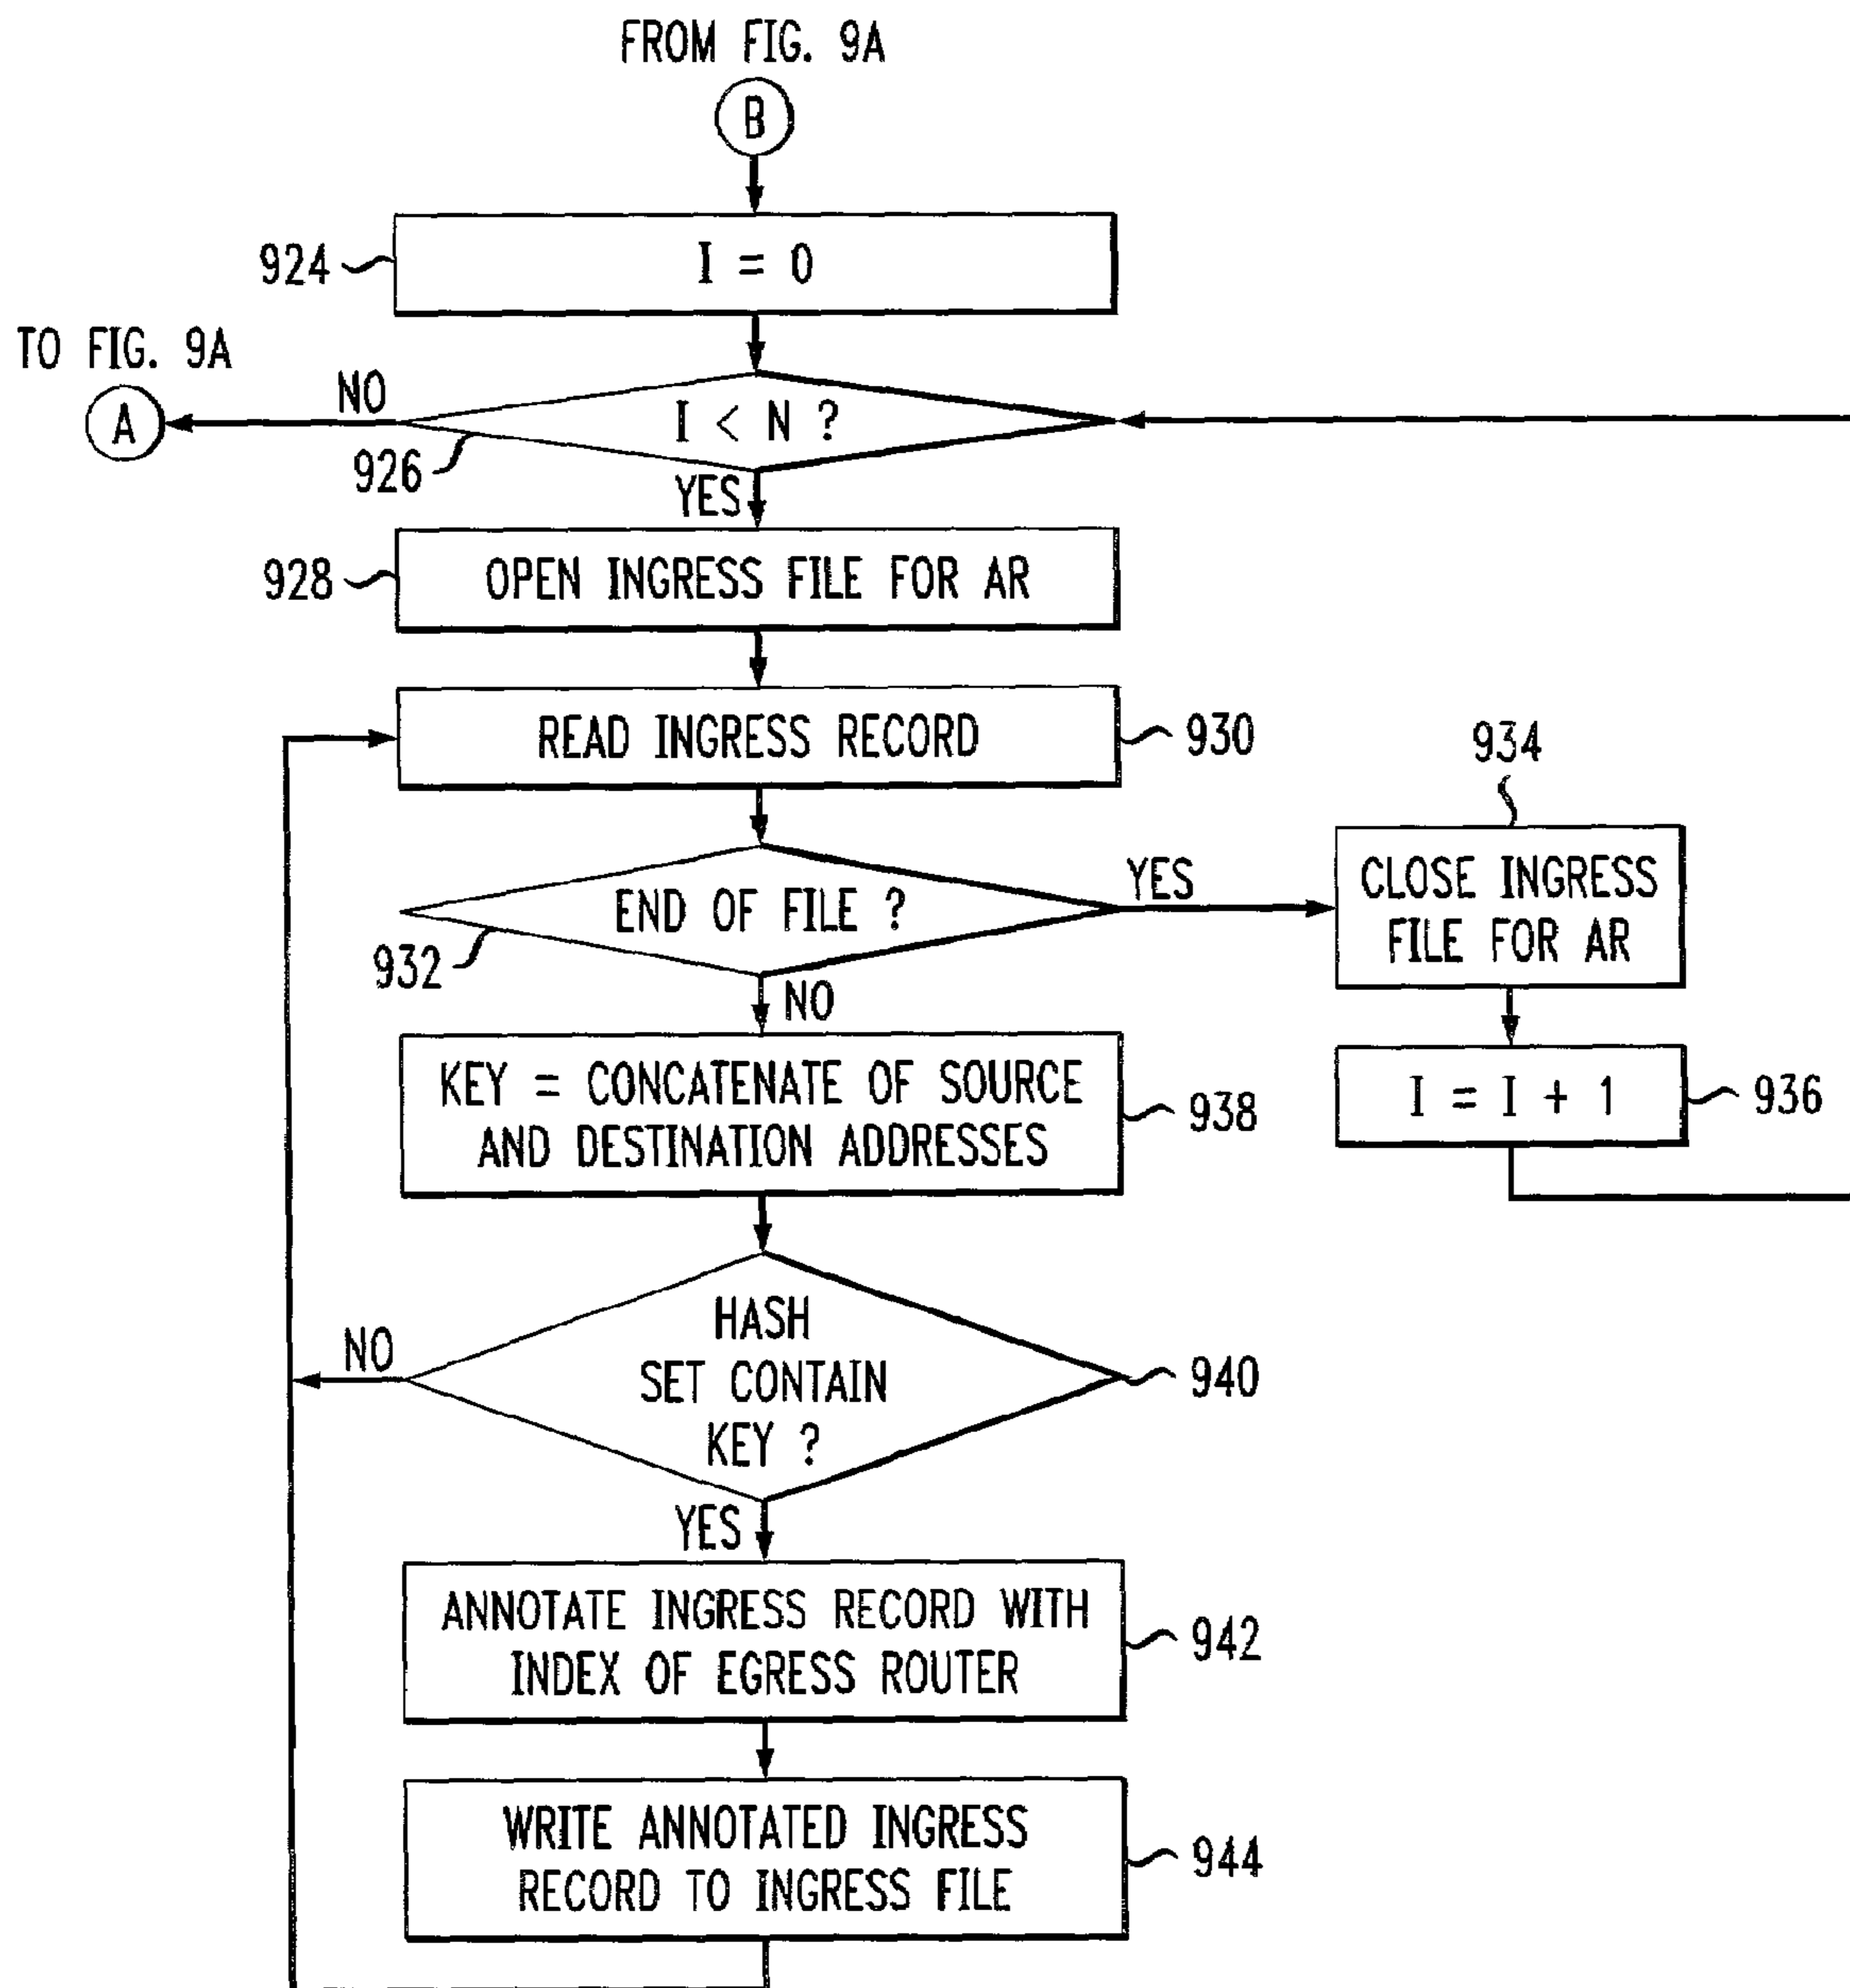 FROM FIG. 9A
B
924
I = 0
TO FIG. 9A
A
NO
I < N ?
926
YES
928
OPEN INGRESS FILE FOR AR
READ INGRESS RECORD
930
934
END OF FILE ?
YES
932
CLOSE INGRESS
FILE FOR AR
NO
KEY = CONCATENATE OF SOURCE
AND DESTINATION ADDRESSES
938
I = I + 1
936
HASH
SET CONTAIN
KEY ?
NO
940
YES
ANNOTATE INGRESS RECORD WITH
INDEX OF EGRESS ROUTER
942
WRITE ANNOTATED INGRESS
RECORD TO INGRESS FILE
944